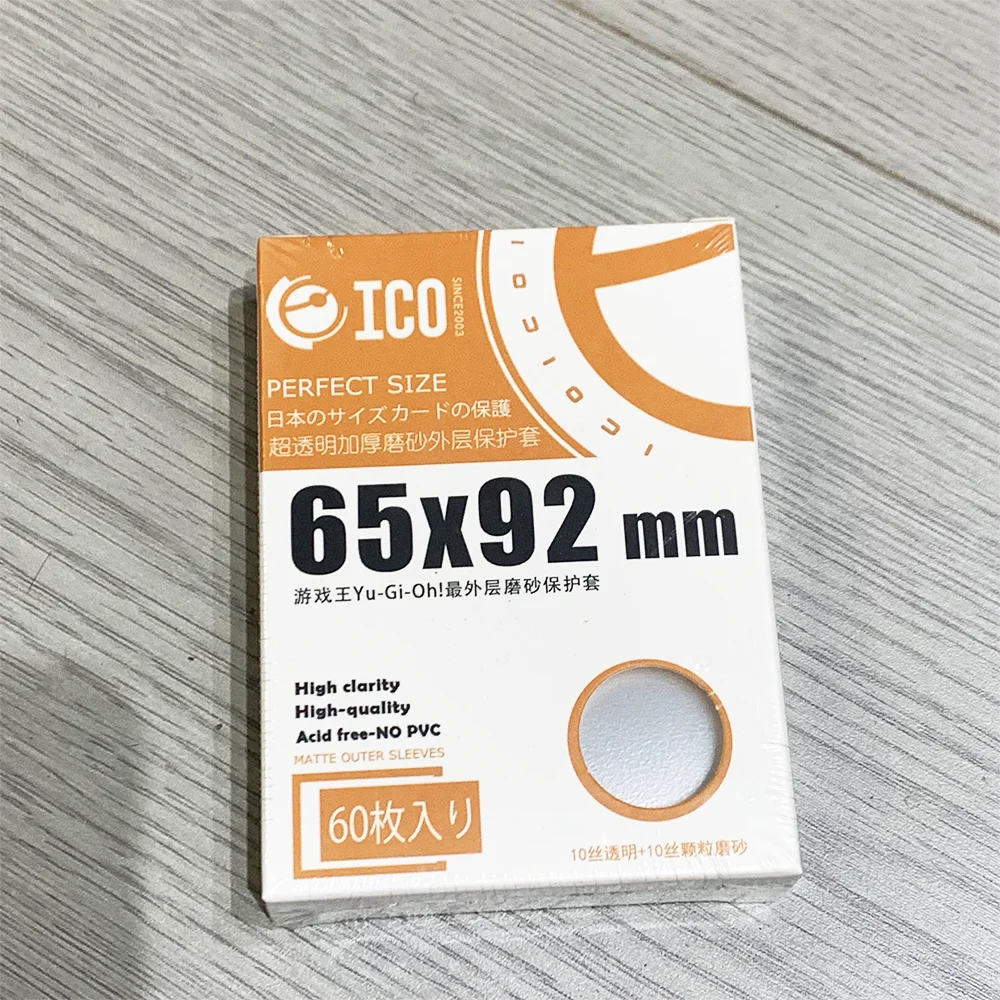 ICO
SINCE2003
PERFECT SIZE
日本のサイズカードの保護
超透明加厚磨砂外层保护套
65x92 mm
游戏王Yu-Gi-Oh!最外层磨砂保护套
High clarity
High-quality
Acid free-NO PVC
MATTE OUTER SLEEVES
60枚入り
10丝透明+10丝颗粒磨砂